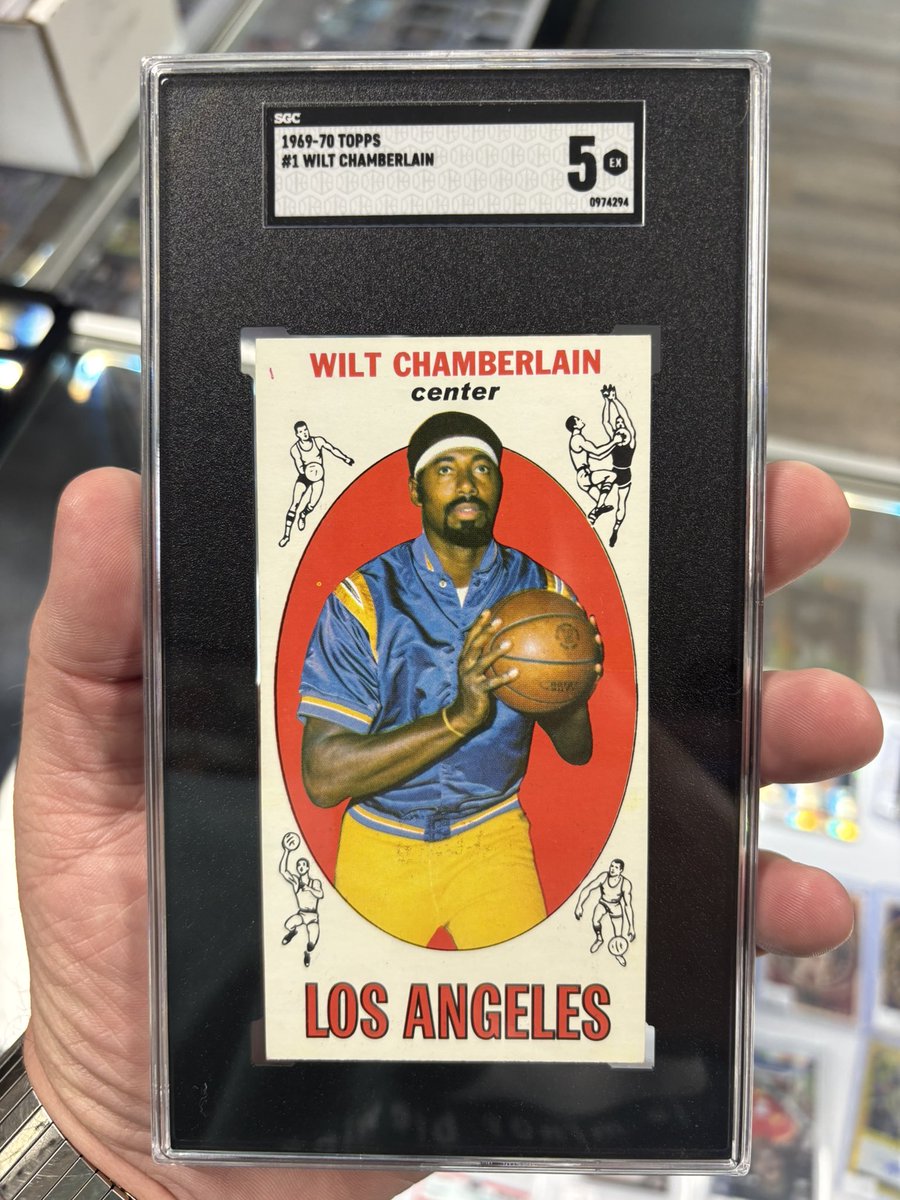 SGC
1969-70 TOPPS
#1 WILT CHAMBERLAIN
5 EX
0974294
WILT CHAMBERLAIN
center
LOS ANGELES